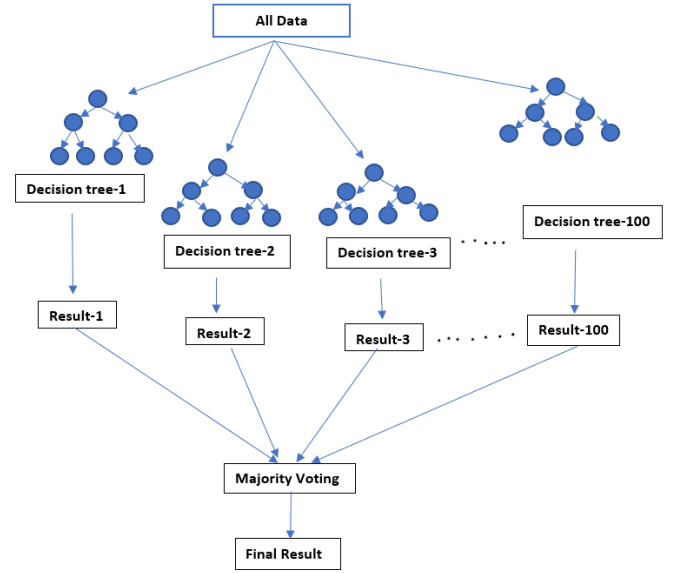 All Data
Decision tree-1
Decision tree-2
Decision tree-3
Decision tree-100
Result-1
Result-2
Result-3
Result-100
Majority Voting
Final Result